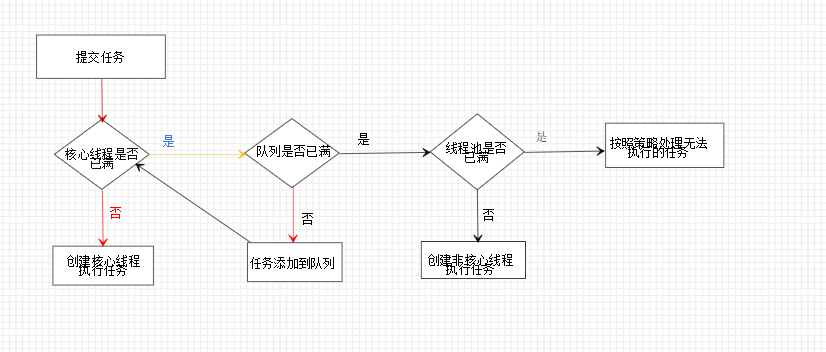 提交任务
核心线程是否
已满
是
队列是否已满
是
线程池是否
已满
是
按照策略处理无法
执行的任务
否
创建核心线程
执行任务
否
任务添加到队列
否
创建非核心线程
执行任务